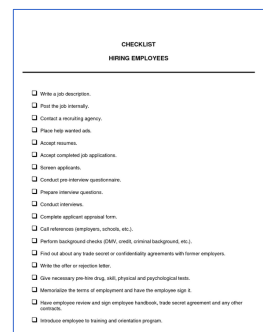 CHECKLIST
HIRING EMPLOYEES
Write a job description.
Post the job internally.
Contact a recruiting agency.
Place help wanted ads.
Accept resumes.
Accept completed job applications.
Screen applicants.
Conduct pre-interview questionnaire.
Prepare interview questions.
Conduct interviews.
Complete applicant appraisal form.
Call references (employers, schools, etc.).
Perform background checks (DMV, credit, criminal background, etc.).
Find out about any trade secret or confidentiality agreements with former employers.
Write the offer or rejection letter.
Give necessary pre-hire drug, skill, physical and psychological tests.
Memorialize the terms of employment and have the employee sign it.
Have employee review and sign employee handbook, trade secret agreement and any other
contracts.
Introduce employee to training and orientation program.